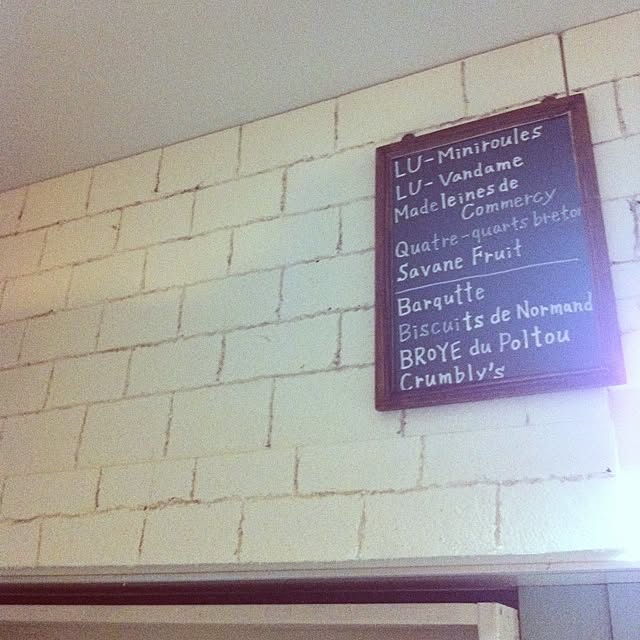 LU-Miniroules
LU-Vandame
Madeleines de
Commercy
Quatre-quarts breton
Savane Fruit
Barqutte
Biscuits de Normand
BROYE du Poltou
Crumbly's